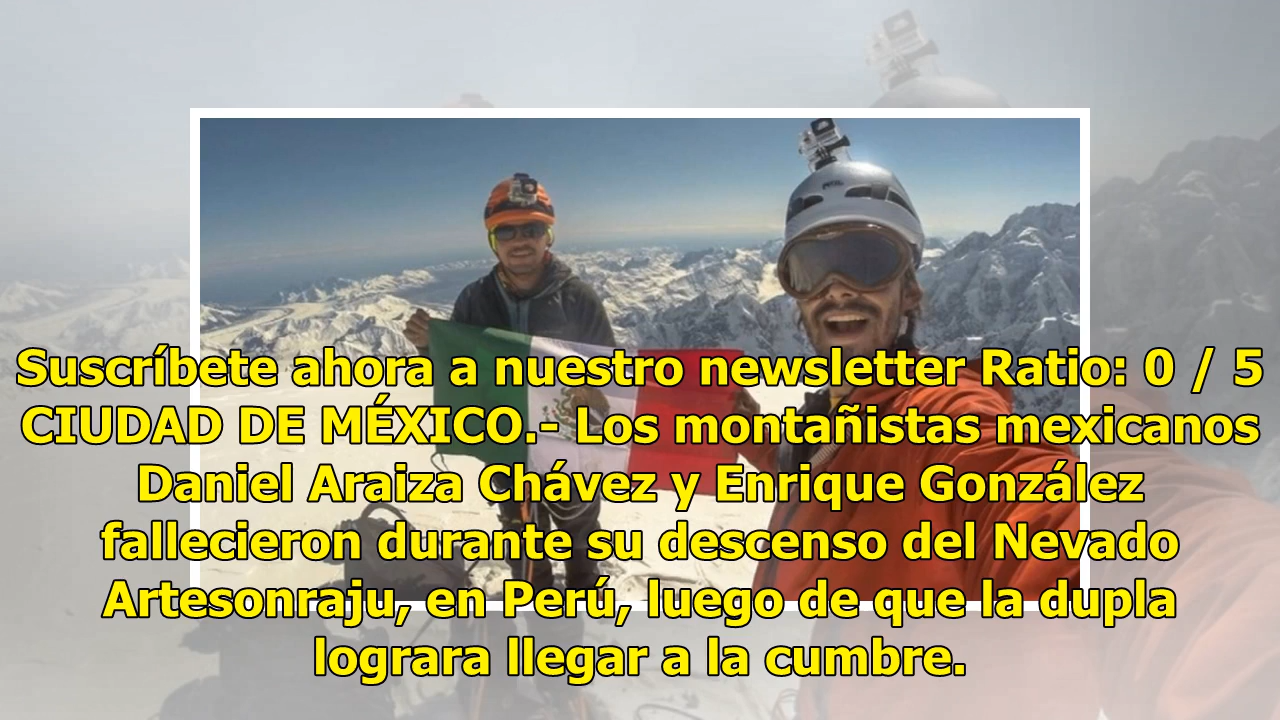 Suscríbete ahora a nuestro newsletter Ratio: 0 / 5
CIUDAD DE MÉXICO.- Los montañistas mexicanos
Daniel Araiza Chávez y Enrique González
fallecieron durante su descenso del Nevado
Artesonraju, en Perú, luego de que la dupla
lograra llegar a la cumbre.